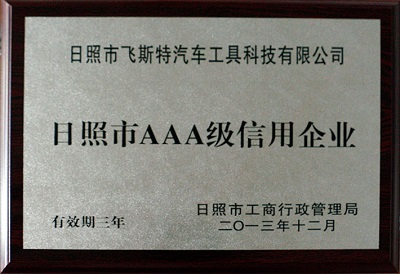 日照市飞斯特汽车工具科技有限公司
日照市AAA级信用企业
有效期三年
日照市工商行政管理局
二〇一三年十二月